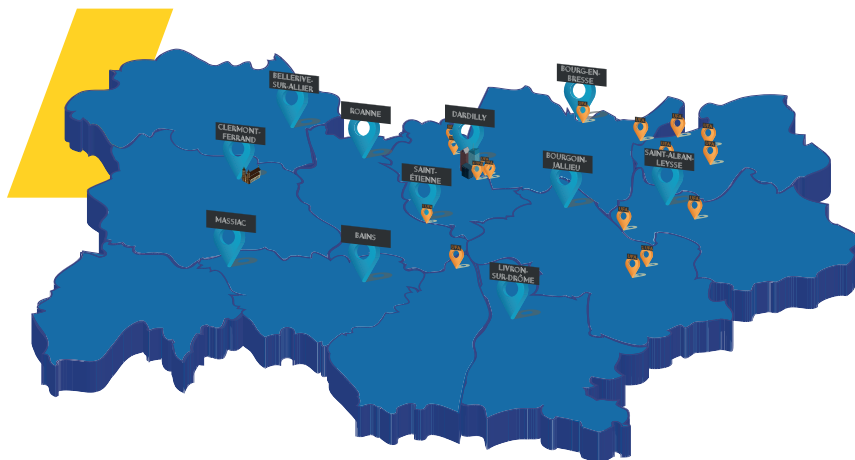 BELLERIVE-
SUR-ALLIER
ROANNE
DARDILLY
BOURG-EN-
BRESSE
CLERMONT-
FERRAND
SAINT-
ÉTIENNE
BOURGOIN-
JALLIEU
SAINT-ALBAN-
LEYSSE
MASSIAC
BAINS
LIVRON-
SUR-DRÔME